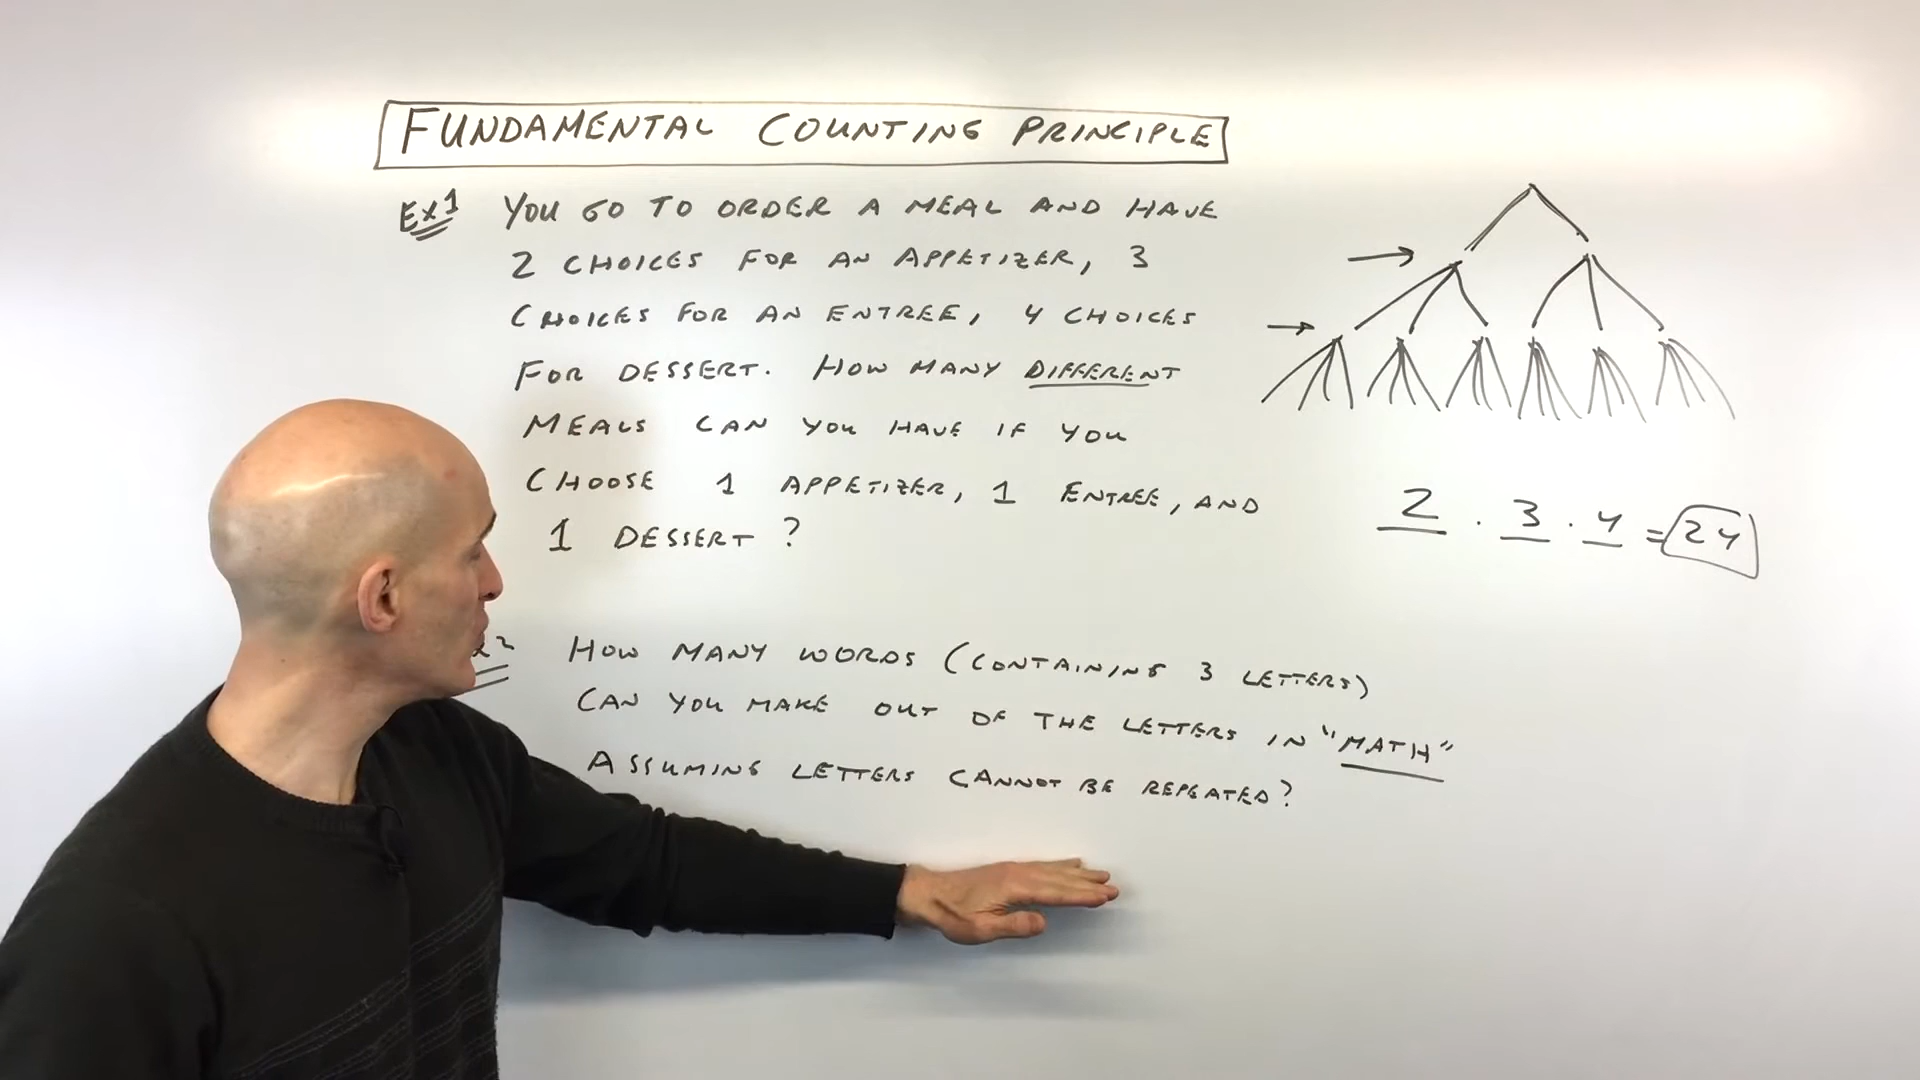 FUNDAMENTAL COUNTING PRINCIPLE
Ex1 YOU GO TO ORDER A MEAL AND HAVE
2 CHOICES FOR AN APPETIZER, 3
CHOICES FOR AN ENTREE, 4 CHOICES
FOR DESSERT. HOW MANY DIFFERENT
MEALS CAN YOU HAVE IF YOU
CHOOSE 1 APPETIZER, 1 ENTREE, AND
1 DESSERT?
2 · 3 · 4 = 24
HOW MANY WORDS (CONTAINING 3 LETTERS)
CAN YOU MAKE OUT OF THE LETTERS IN "MATH"
ASSUMING LETTERS CANNOT BE REPEATED?